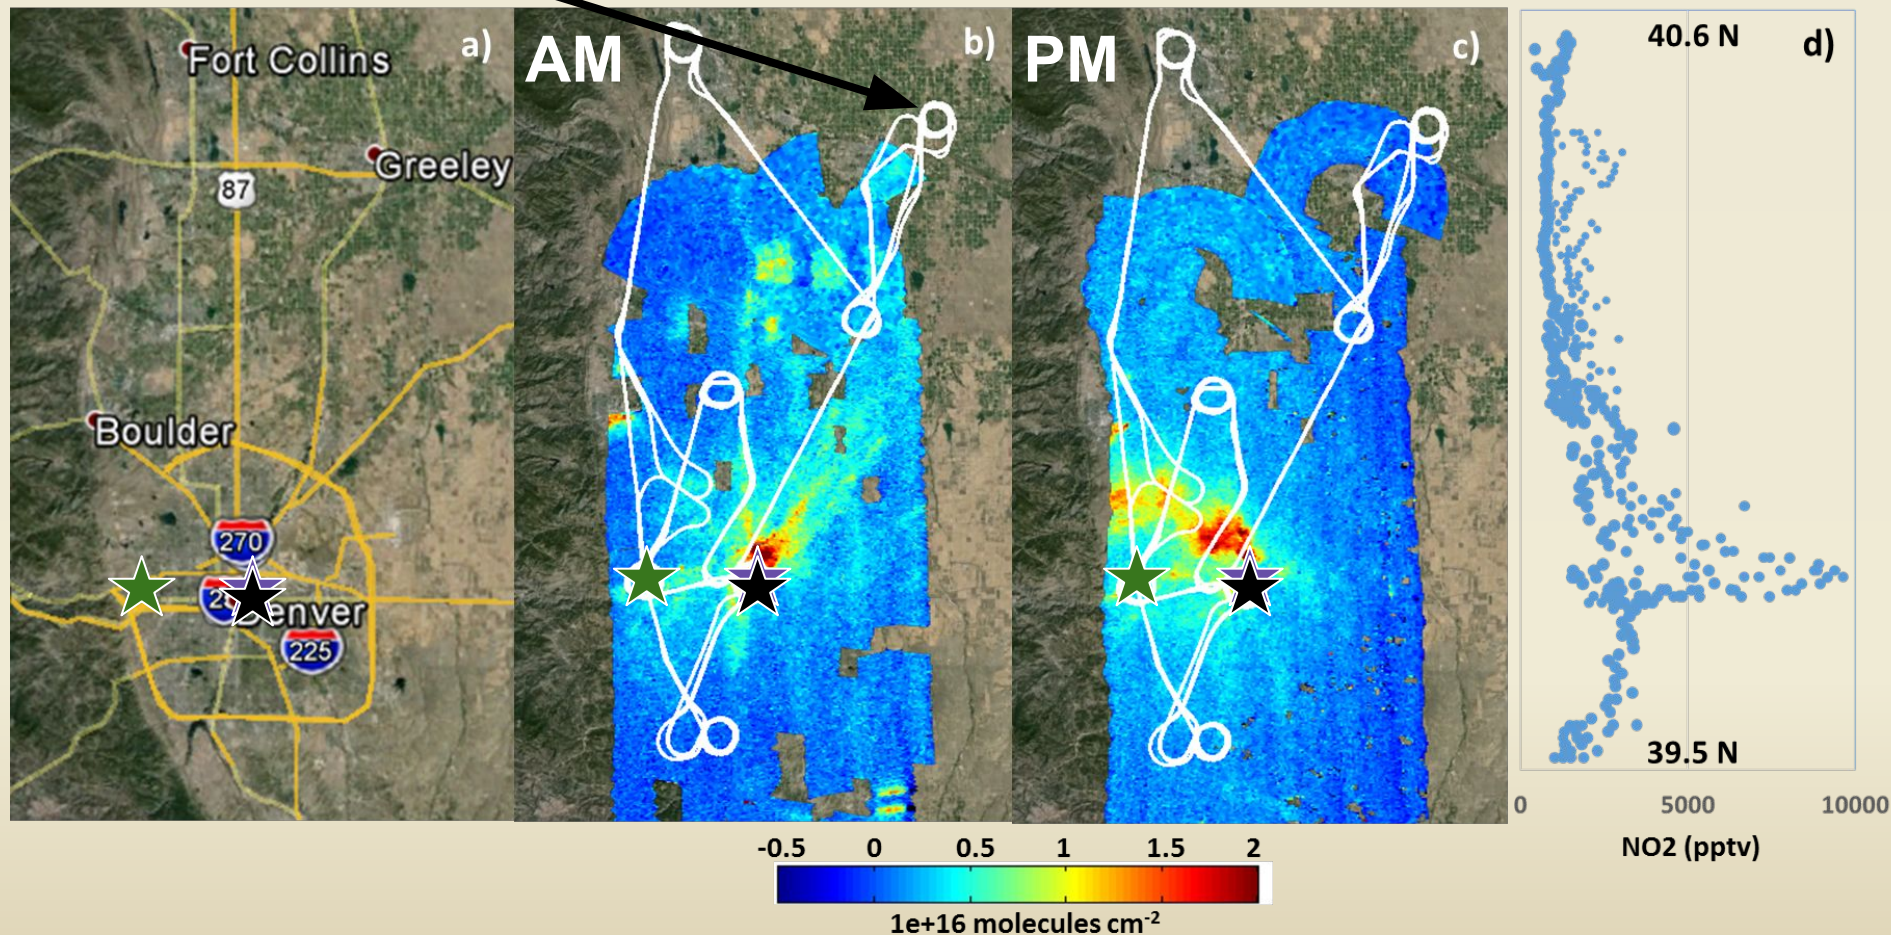 a)
Fort Collins
Greeley
87
Boulder
270
Denver
225
AM
b)
PM
c)
40.6 N
d)
39.5 N
0 5000 10000
NO2 (pptv)
-0.5 0 0.5 1 1.5 2
1e+16 molecules cm-2